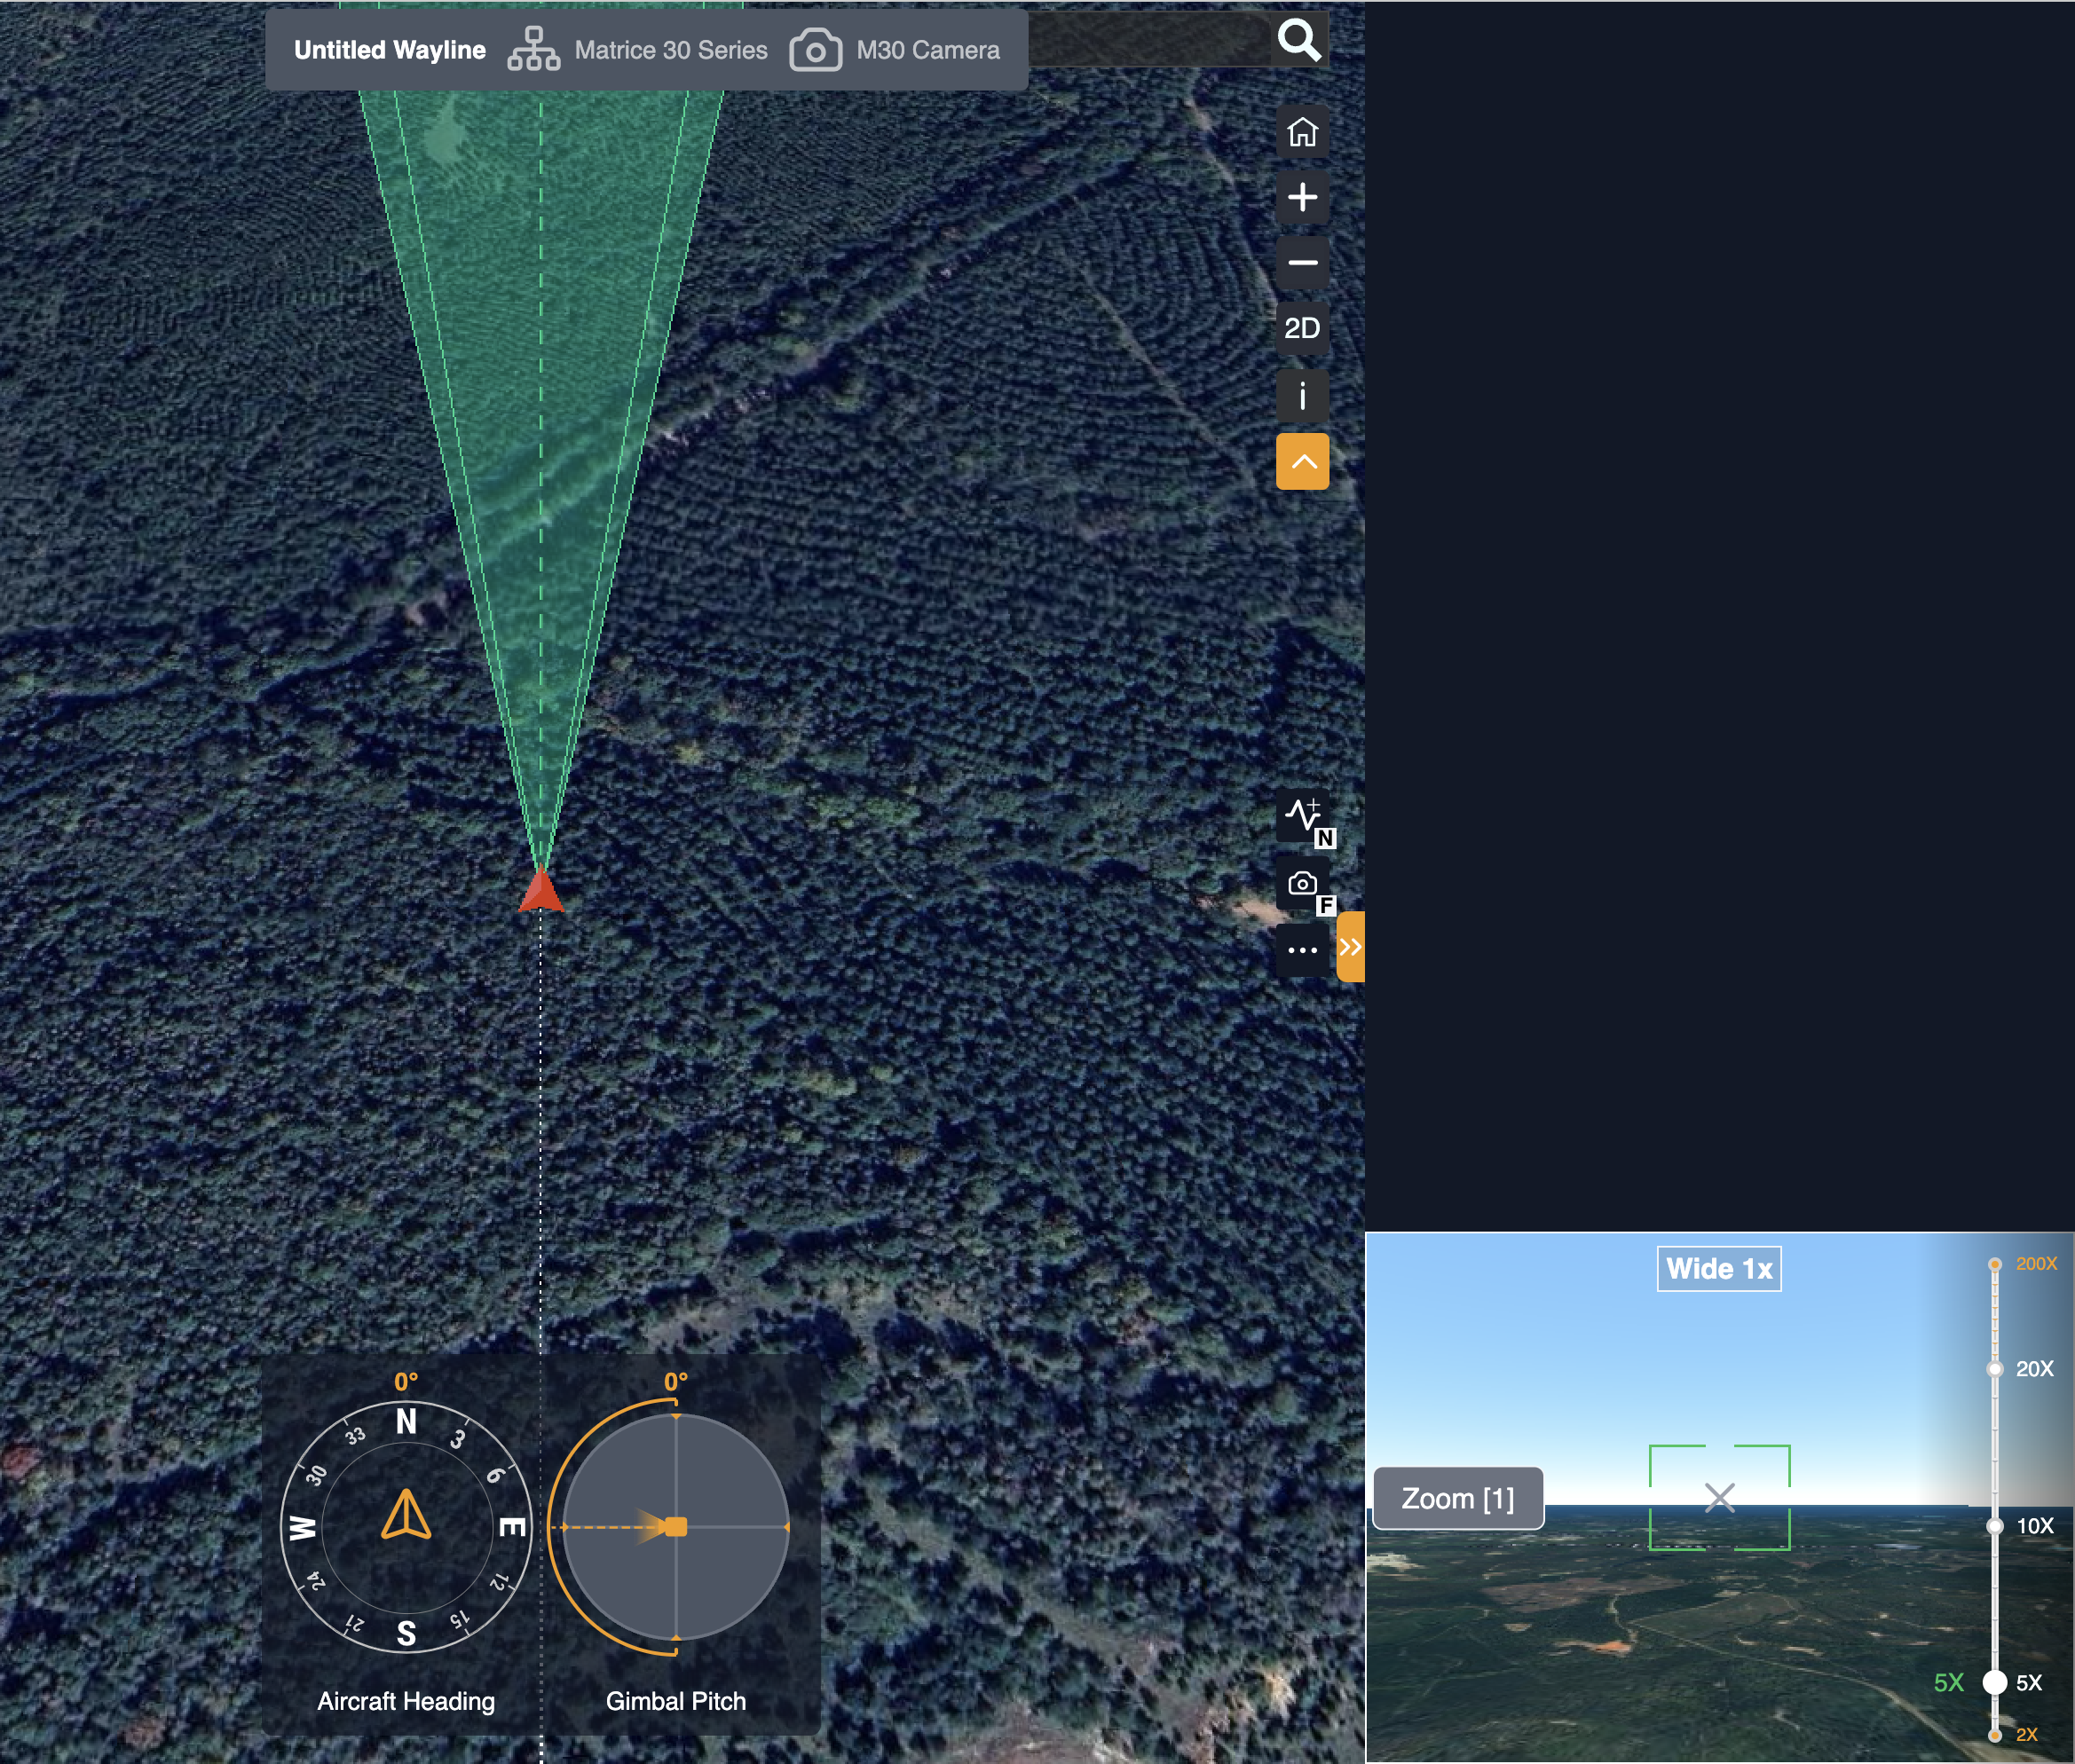 Untitled Wayline Matrice 30 Series M30 Camera
2D
i
N
F
0°
N
3
6
E
12
15
S
21
24
W
30
33
Aircraft Heading
0°
Gimbal Pitch
Wide 1x
Zoom [1]
200X
20X
10X
5X 5X
2X